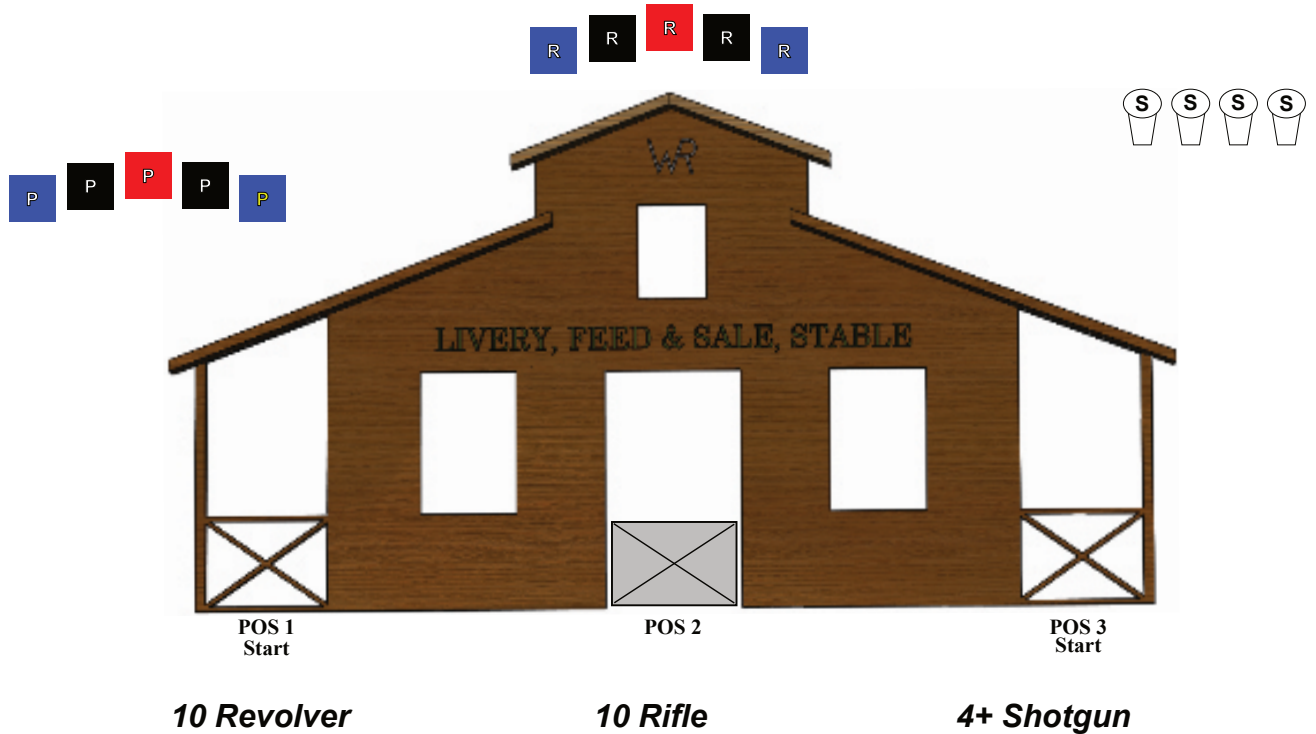 R R R R R
S S S S
P P P P P
WR
LIVERY, FEED & SALE, STABLE
POS 1
Start
POS 2
POS 3
Start
10 Revolver
10 Rifle
4+ Shotgun